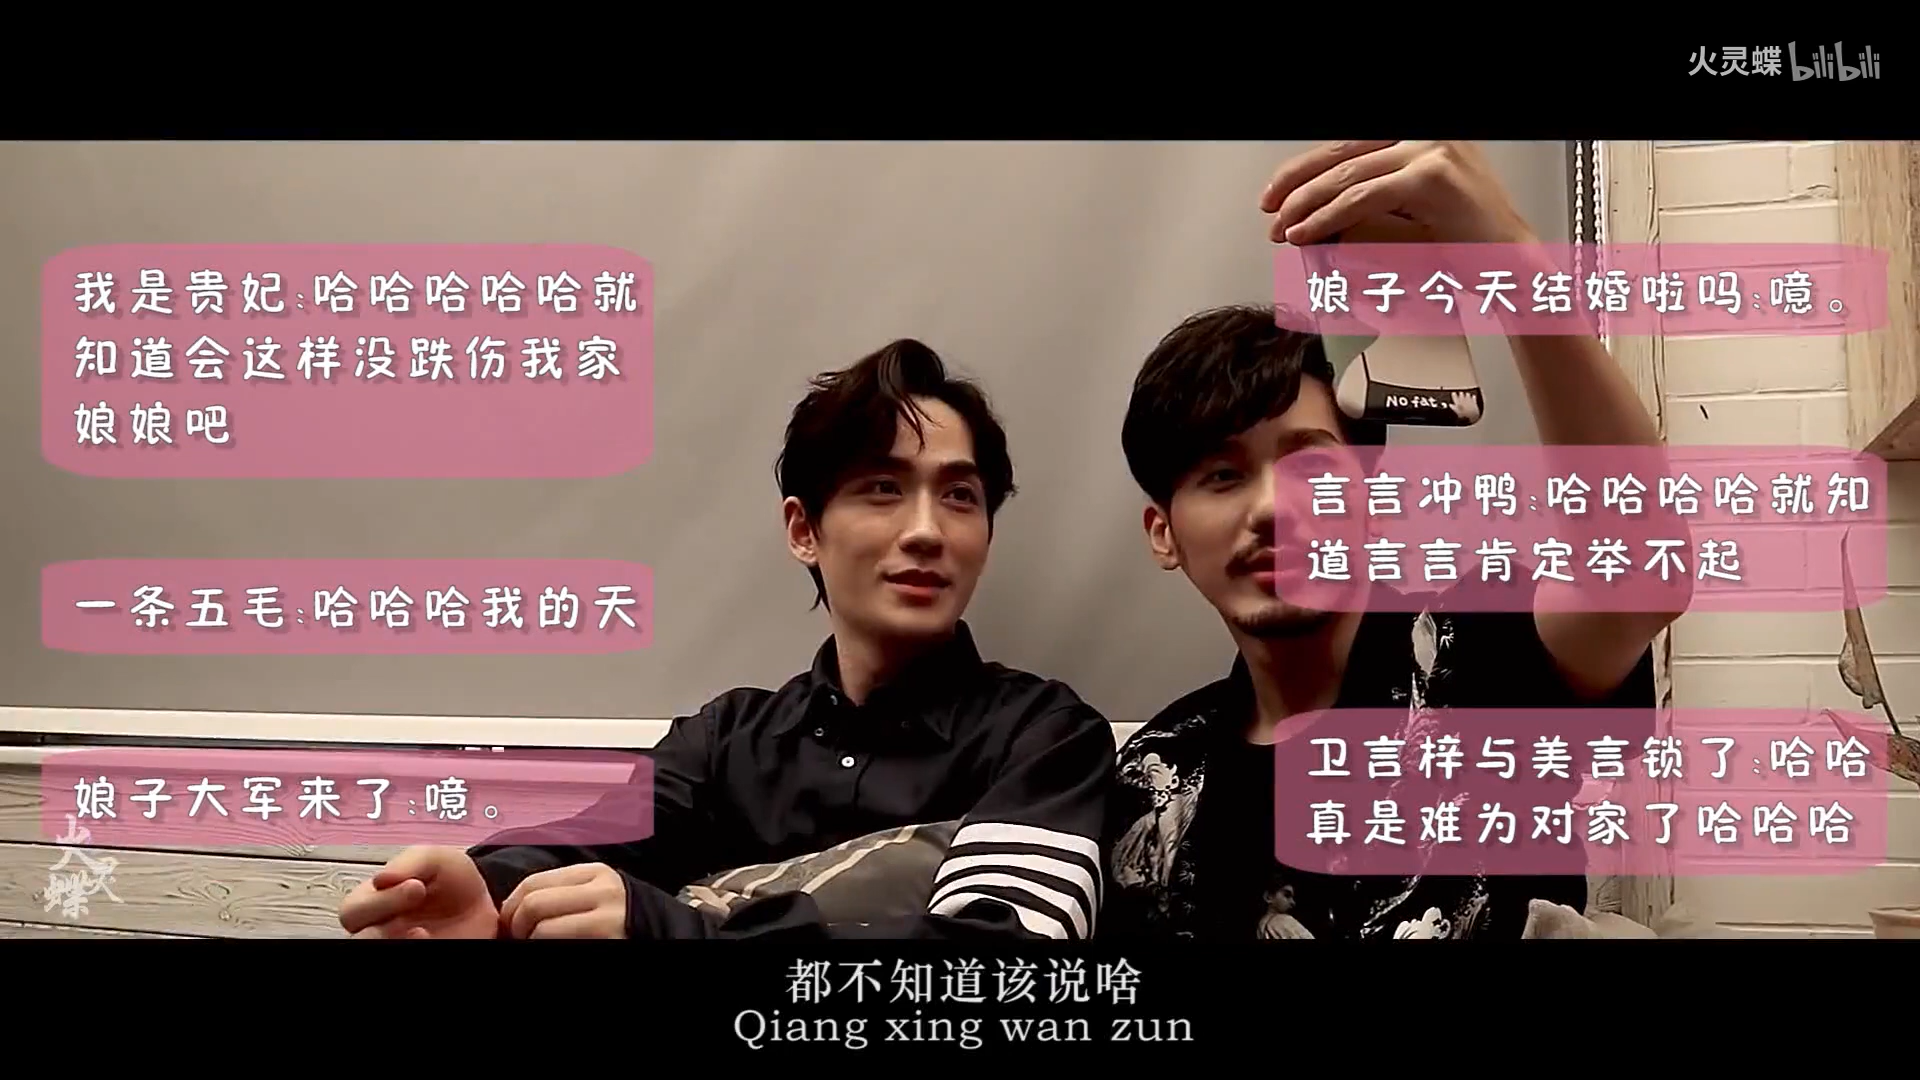 火灵蝶 bilibili
我是贵妃:哈哈哈哈哈就
知道会这样没跌伤我家
娘娘吧
一条五毛:哈哈哈我的天
娘子大军来了:噫。
娘子今天结婚啦吗:噫。
No fat,
言言冲鸭:哈哈哈哈就知
道言言肯定举不起
卫言梓与美言锁了:哈哈
真是难为对家了哈哈哈
火灵蝶
都不知道该说啥
Qiang xing wan zun